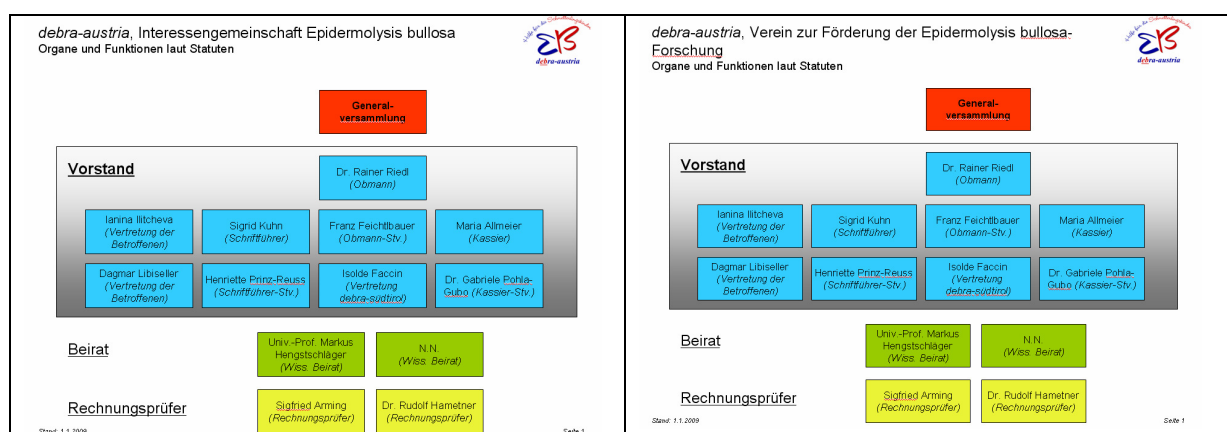 debra-austria, Interessengemeinschaft Epidermolysis bullosa
Organe und Funktionen laut Statuten
debra-austria
General-
versammlung
Vorstand
Dr. Rainer Riedl
(Obmann)
Ianina Ilitcheva
(Vertretung der
Betroffenen)
Sigrid Kuhn
(Schriftführer)
Franz Feichtlbauer
(Obmann-Stv.)
Maria Allmeier
(Kassier)
Dagmar Libiseller
(Vertretung der
Betroffenen)
Henriette Prinz-Reuss
(Schriftführer-Stv.)
Isolde Faccin
(Vertretung
debra-südtirol)
Dr. Gabriele Pohla-
Gubo (Kassier-Stv.)
Beirat
Univ.-Prof. Markus
Hengstschläger
(Wiss. Beirat)
N.N.
(Wiss. Beirat)
Rechnungsprüfer
Sigfried Arming
(Rechnungsprüfer)
Dr. Rudolf Hametner
(Rechnungsprüfer)
Stand: 1.1.2009
Seite 1
debra-austria, Verein zur Förderung der Epidermolysis bullosa-
Forschung
Organe und Funktionen laut Statuten
debra-austria
General-
versammlung
Vorstand
Dr. Rainer Riedl
(Obmann)
Ianina Ilitcheva
(Vertretung der
Betroffenen)
Sigrid Kuhn
(Schriftführer)
Franz Feichtlbauer
(Obmann-Stv.)
Maria Allmeier
(Kassier)
Dagmar Libiseller
(Vertretung der
Betroffenen)
Henriette Prinz-Reuss
(Schriftführer-Stv.)
Isolde Faccin
(Vertretung
debra-südtirol)
Dr. Gabriele Pohla-
Gubo (Kassier-Stv.)
Beirat
Univ.-Prof. Markus
Hengstschläger
(Wiss. Beirat)
N.N.
(Wiss. Beirat)
Rechnungsprüfer
Sigfried Arming
(Rechnungsprüfer)
Dr. Rudolf Hametner
(Rechnungsprüfer)
Stand: 1.1.2009
Seite 1